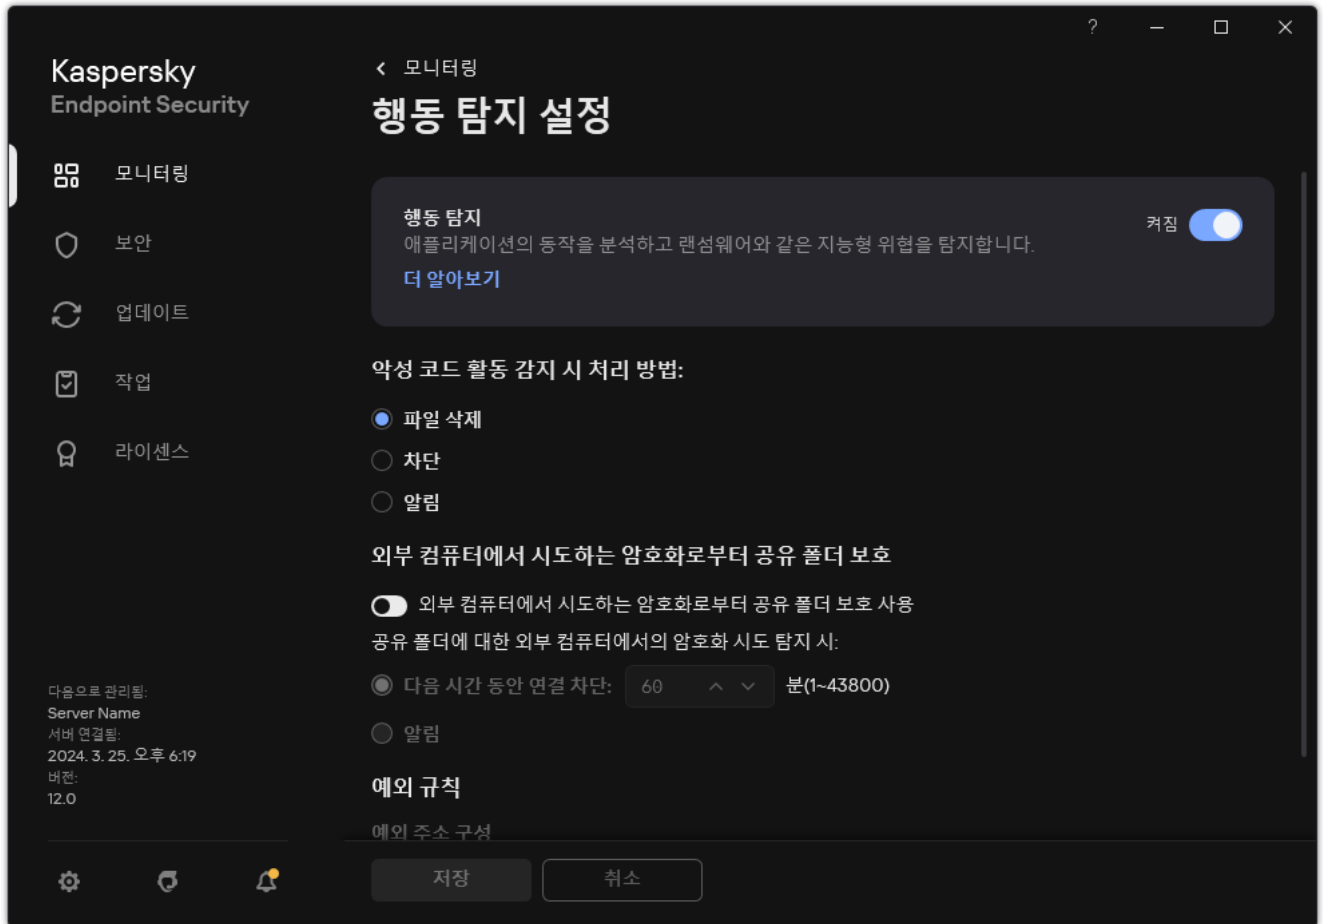 ?
Kaspersky
Endpoint Security
모니터링
보안
업데이트
작업
라이센스
다음으로 관리됨:
Server Name
서버 연결됨:
2024. 3. 25. 오후 6:19
버전:
12.0
모니터링
행동 탐지 설정
행동 탐지
켜짐
애플리케이션의 동작을 분석하고 랜섬웨어와 같은 지능형 위협을 탐지합니다.
더 알아보기
악성 코드 활동 감지 시 처리 방법:
파일 삭제
차단
알림
외부 컴퓨터에서 시도하는 암호화로부터 공유 폴더 보호
외부 컴퓨터에서 시도하는 암호화로부터 공유 폴더 보호 사용
공유 폴더에 대한 외부 컴퓨터에서의 암호화 시도 탐지 시:
다음 시간 동안 연결 차단: 60 분(1~43800)
알림
예외 규칙
예외 주소 구성
저장
취소